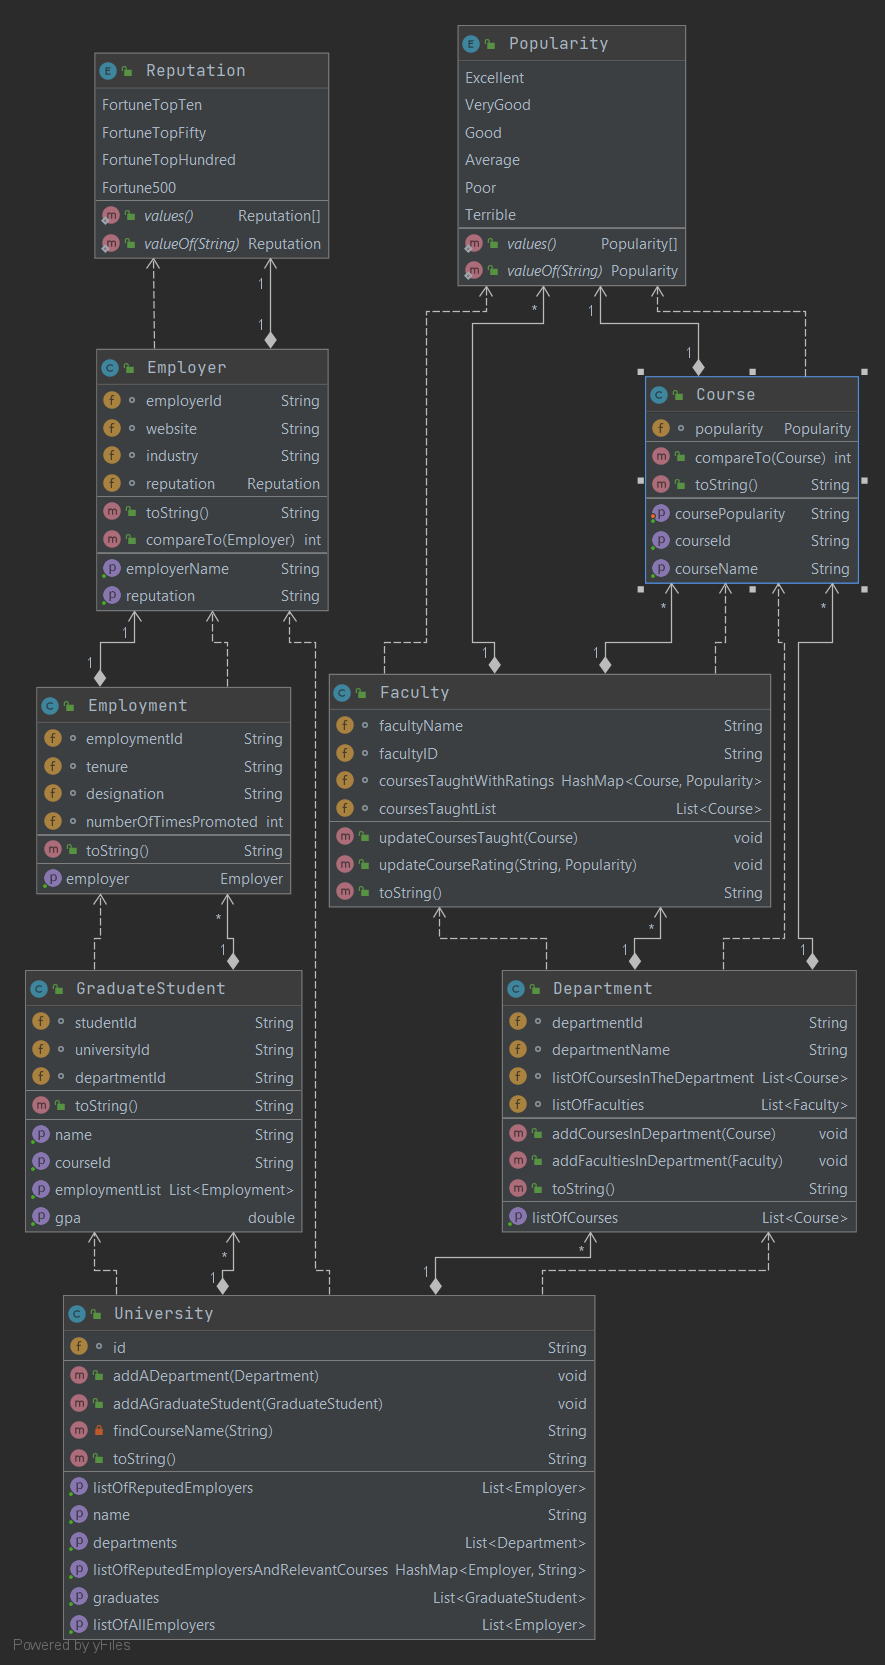 Popularity
Excellent
VeryGood
Good
Average
Poor
Terrible
values() Popularity[]
valueOf(String) Popularity
Reputation
FortuneTopTen
FortuneTopFifty
FortuneTopHundred
Fortune500
values() Reputation[]
valueOf(String) Reputation
1
1
*
1
1
Employer
employerId String
website String
industry String
reputation Reputation
toString() String
compareTo(Employer) int
employerName String
reputation String
Course
popularity Popularity
compareTo(Course) int
toString() String
coursePopularity String
courseId String
courseName String
1
1
1
*
1
*
Employment
employmentId String
tenure String
designation String
numberOfTimesPromoted int
toString() String
employer Employer
Faculty
facultyName String
facultyID String
coursesTaughtWithRatings HashMap<Course, Popularity>
coursesTaughtList List<Course>
updateCoursesTaught(Course) void
updateCourseRating(String, Popularity) void
toString() String
*
1
*
1
1
GraduateStudent
studentId String
universityId String
departmentId String
toString() String
name String
courseId String
employmentList List<Employment>
gpa double
Department
departmentId String
departmentName String
listOfCoursesInTheDepartment List<Course>
listOfFaculties List<Faculty>
addCoursesInDepartment(Course) void
addFacultiesInDepartment(Faculty) void
toString() String
listOfCourses List<Course>
*
1
*
1
University
id String
addADepartment(Department) void
addAGraduateStudent(GraduateStudent) void
findCourseName(String) String
toString() String
listOfReputedEmployers List<Employer>
name String
departments List<Department>
listOfReputedEmployersAndRelevantCourses HashMap<Employer, String>
graduates List<GraduateStudent>
listOfAllEmployers List<Employer>
Powered by yFiles